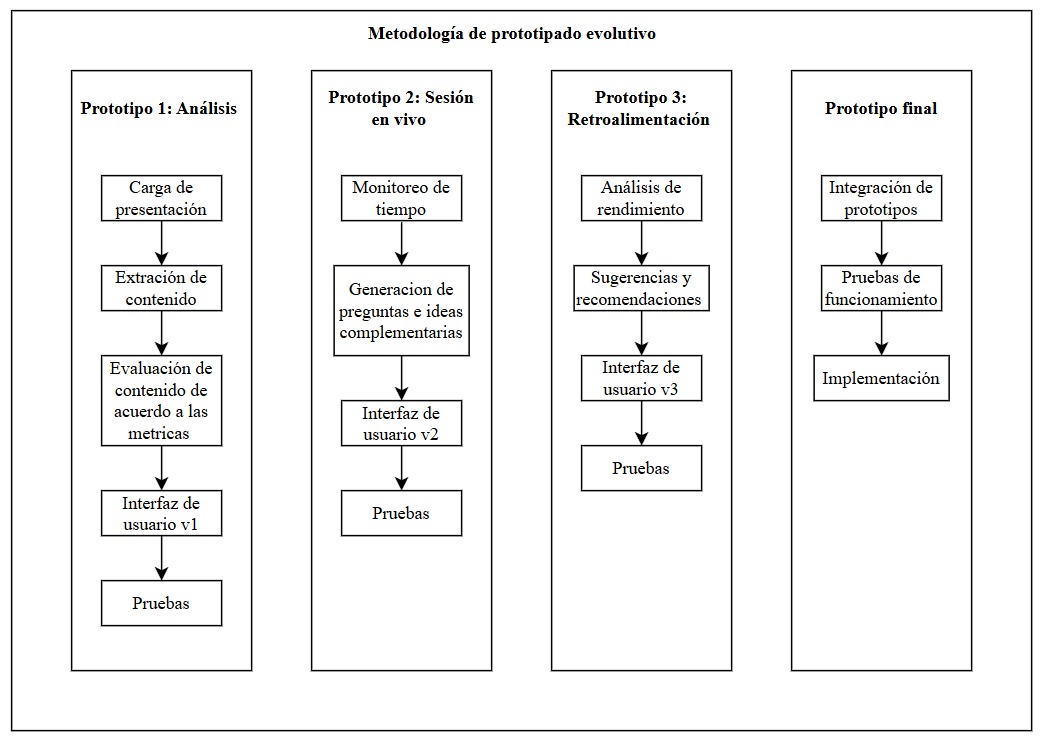 Metodología de prototipado evolutivo
Prototipo 1: Análisis
Carga de
presentación
Extración de
contenido
Evaluación de
contenido de
acuerdo a las
metricas
Interfaz de
usuario v1
Pruebas
Prototipo 2: Sesión
en vivo
Monitoreo de
tiempo
Generacion de
preguntas e ideas
complementarias
Interfaz de
usuario v2
Pruebas
Prototipo 3:
Retroalimentación
Análisis de
rendimiento
Sugerencias y
recomendaciones
Interfaz de
usuario v3
Pruebas
Prototipo final
Integración de
prototipos
Pruebas de
funcionamiento
Implementación